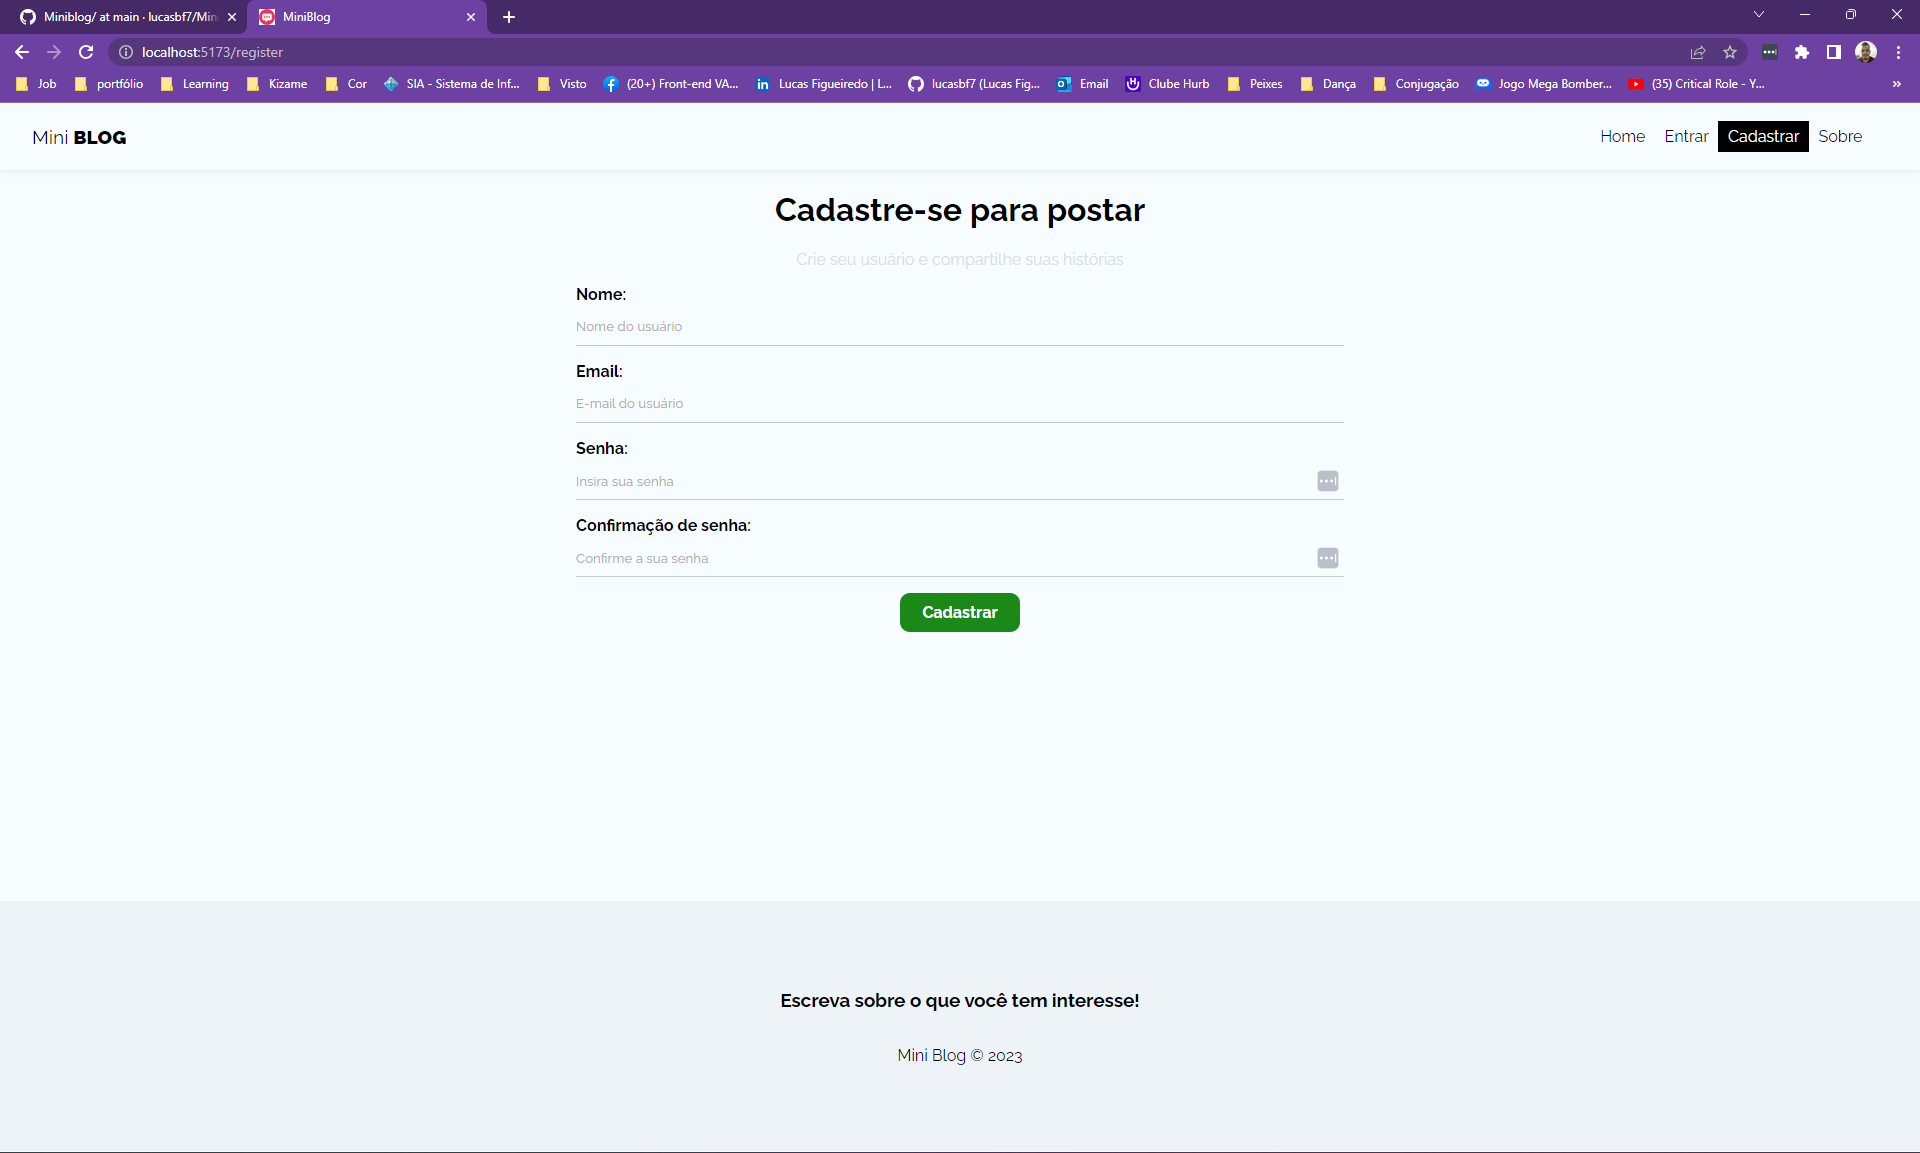 Miniblog/ at main · lucasbf7/Min
MiniBlog
localhost:5173/register
Job portfólio Learning Kizame Cor SIA - Sistema de Inf... Visto (20+) Front-end VA... Lucas Figueiredo | L... lucasbf7 (Lucas Fig... Email Clube Hurb Peixes Dança Conjugação Jogo Mega Bomber... (35) Critical Role - Y... »
Mini BLOG
Home Entrar Cadastrar Sobre
Cadastre-se para postar
Crie seu usuário e compartilhe suas histórias
Nome:
Nome do usuário
Email:
E-mail do usuário
Senha:
Insira sua senha
Confirmação de senha:
Confirme a sua senha
Cadastrar
Escreva sobre o que você tem interesse!
Mini Blog © 2023